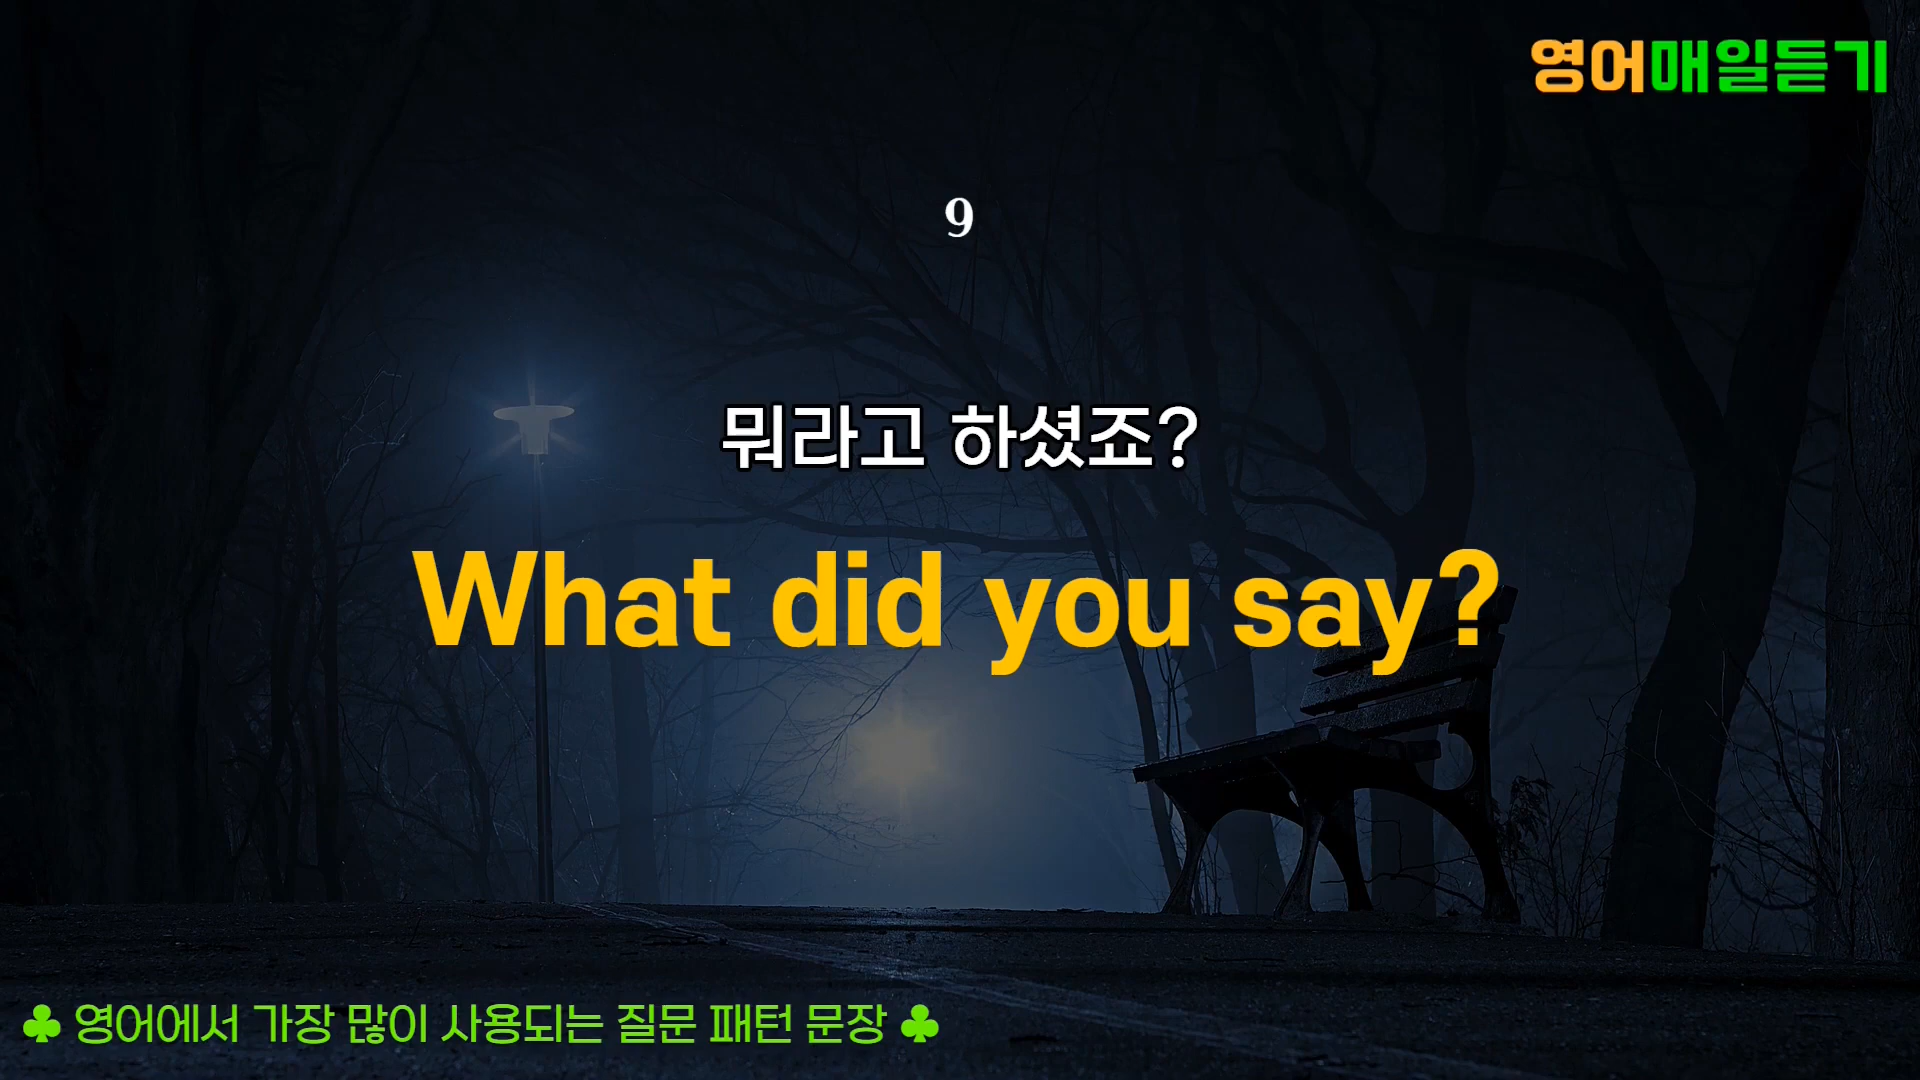 영어매일듣기
9
뭐라고 하셨죠?
What did you say?
♣ 영어에서 가장 많이 사용되는 질문 패턴 문장 ♣